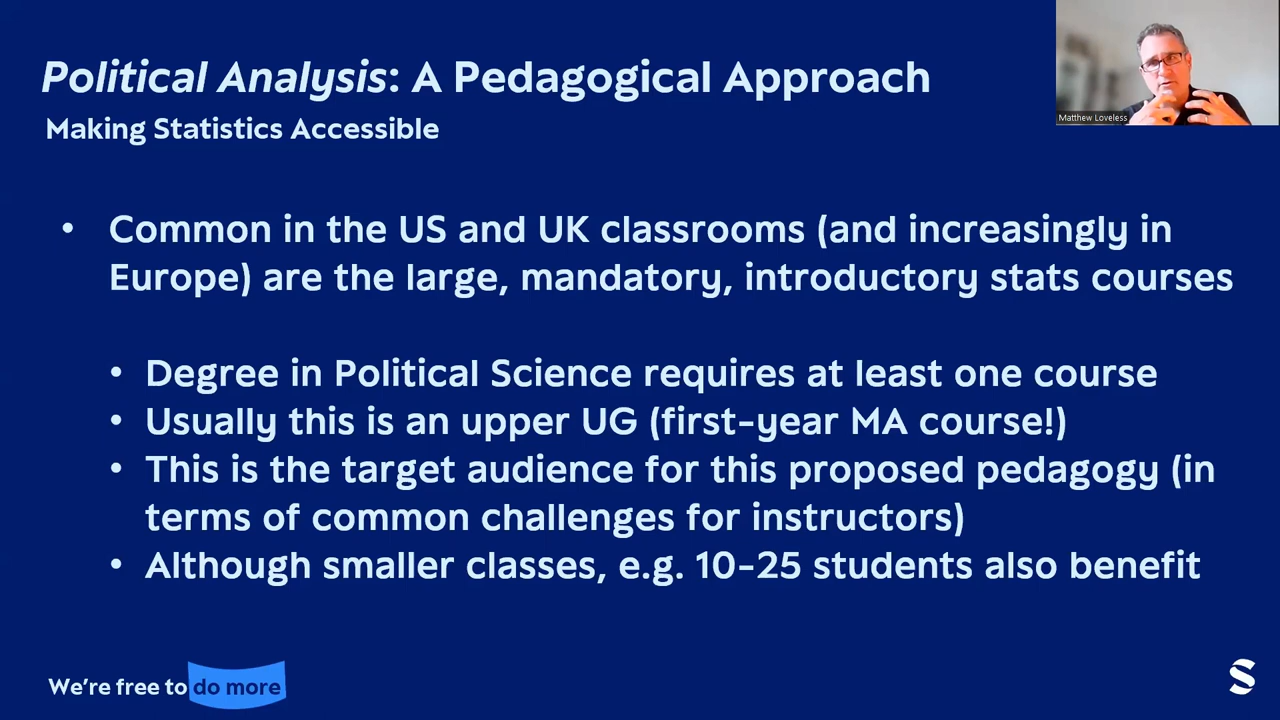 Political Analysis: A Pedagogical Approach
Making Statistics Accessible
Matthew Loveless
• Common in the US and UK classrooms (and increasingly in
Europe) are the large, mandatory, introductory stats courses
• Degree in Political Science requires at least one course
• Usually this is an upper UG (first-year MA course!)
• This is the target audience for this proposed pedagogy (in
terms of common challenges for instructors)
• Although smaller classes, e.g. 10-25 students also benefit
We're free to do more
S